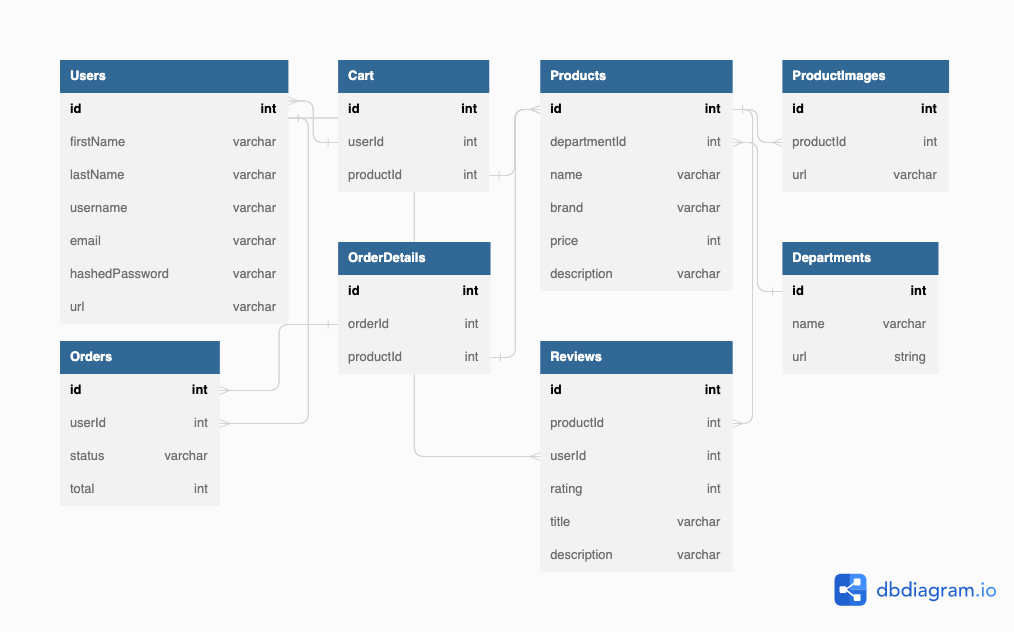 Users
id int
firstName varchar
lastName varchar
username varchar
email varchar
hashedPassword varchar
url varchar
Cart
id int
userId int
productId int
Products
id int
departmentId int
name varchar
brand varchar
price int
description varchar
ProductImages
id int
productId int
url varchar
OrderDetails
id int
orderId int
productId int
Departments
id int
name varchar
url string
Orders
id int
userId int
status varchar
total int
Reviews
id int
productId int
userId int
rating int
title varchar
description varchar
dbdiagram.io